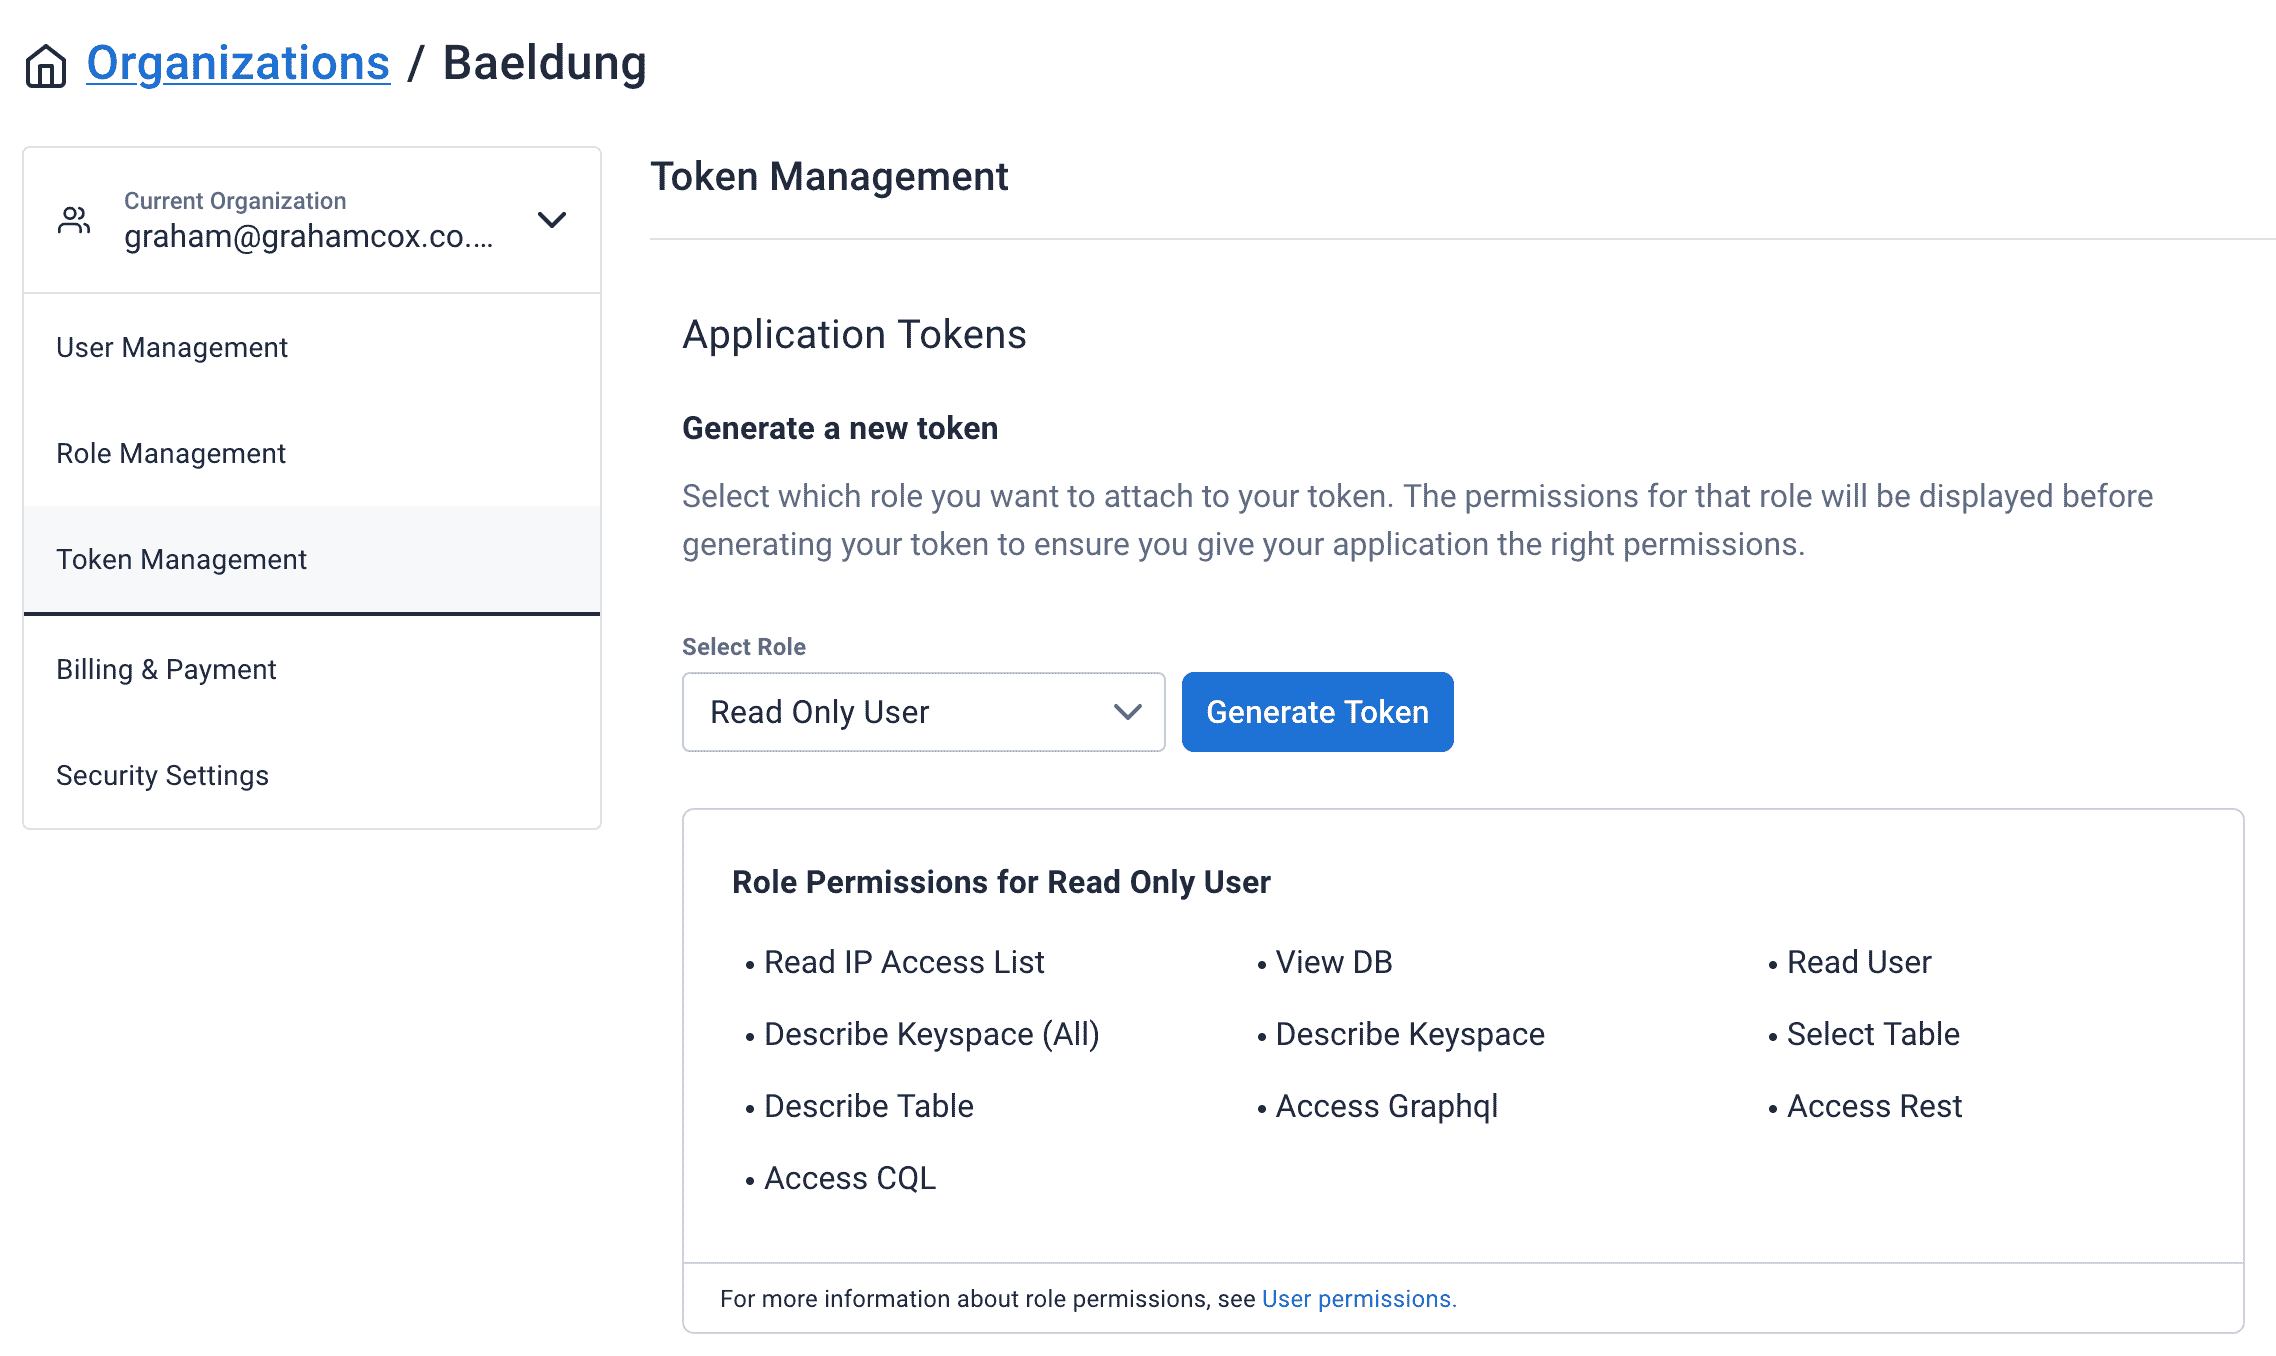 Organizations / Baeldung
Current Organization
graham@grahamcox.co....
User Management
Role Management
Token Management
Billing & Payment
Security Settings
Token Management
Application Tokens
Generate a new token
Select which role you want to attach to your token. The permissions for that role will be displayed before
generating your token to ensure you give your application the right permissions.
Select Role
Read Only User
Generate Token
Role Permissions for Read Only User
• Read IP Access List
• View DB
• Read User
• Describe Keyspace (All)
• Describe Keyspace
• Select Table
• Describe Table
• Access Graphql
• Access Rest
• Access CQL
For more information about role permissions, see User permissions.